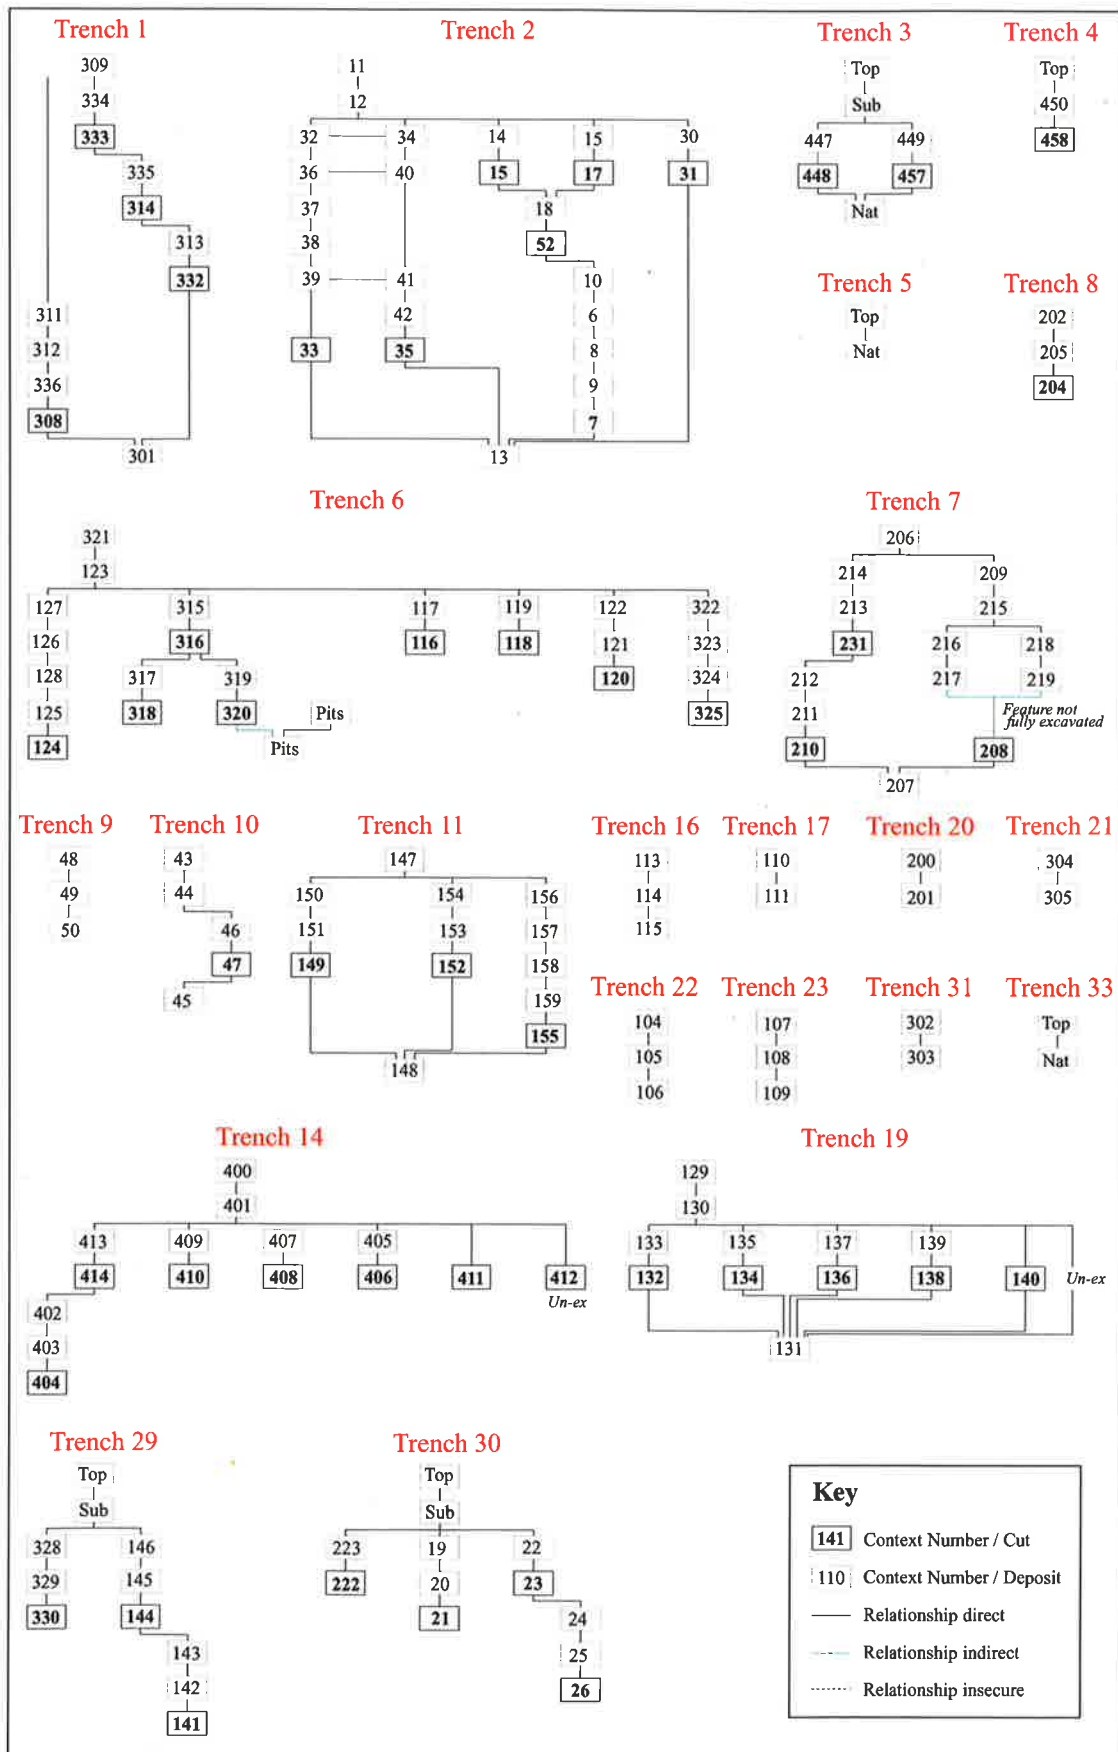 Trench 1 Trench 2 Trench 3 Trench 4
309 11 Top Top
334 12 Sub 450
333 32 34 14 15 30 447 449 458
335 36 40 15 17 31 448 457
314 37 18 Nat
313 38 52
332 39 41 10 Trench 5 Trench 8
311 42 6 Top 202
312 33 35 8 Nat 205
336 9 204
308 7
301 13
Trench 6 Trench 7
321 206
123 214 209
127 315 117 119 122 322 213 215
126 316 116 118 121 323 231 216 218
128 317 319 120 324 212 217 219
125 318 320 Pits 325 211 Feature not
fully excavated
124 Pits 210 208
207
Trench 9 Trench 10 Trench 11 Trench 16 Trench 17 Trench 20 Trench 21
48 43 147 113 110 200 304
49 44 150 154 156 114 111 201 305
50 46 151 153 157 115
47 149 152 158
45 159 Trench 22 Trench 23 Trench 31 Trench 33
155 104 107 302 Top
148 105 108 303 Nat
106 109
Trench 14 Trench 19
400 129
401 130
413 409 407 405 133 135 137 139
414 410 408 406 411 412 132 134 136 138 140 Un-ex
Un-ex
402 131
403
404
Trench 29 Trench 30
Top Top
Sub Sub
328 146 223 19 22
329 145 222 20 23
330 144 21 24
143 25
142 26
141
Key
141 Context Number / Cut
110 Context Number / Deposit
Relationship direct
Relationship indirect
Relationship insecure